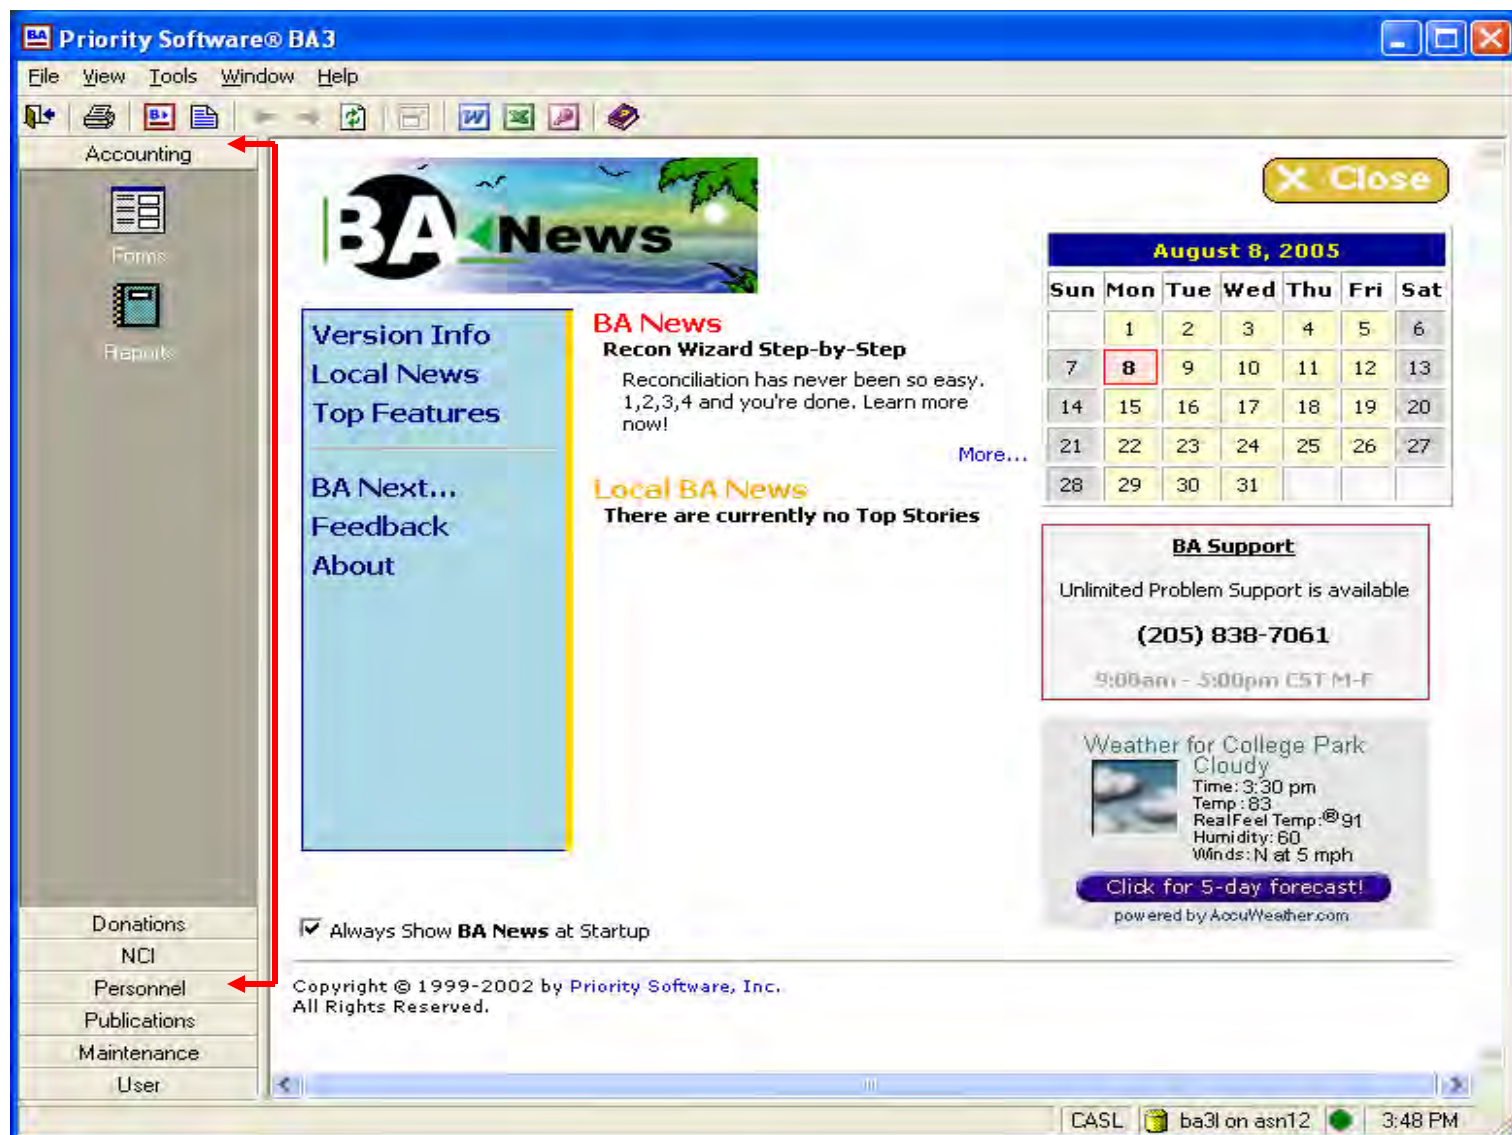 Priority Software® BA3
File View Tools Window Help
Accounting
Forms
Reports
Donations
NCI
Personnel
Publications
Maintenance
User
BA News
Version Info
Local News
Top Features
BA Next...
Feedback
About
BA News
Recon Wizard Step-by-Step
Reconciliation has never been so easy.
1,2,3,4 and you're done. Learn more
now!
More...
Local BA News
There are currently no Top Stories
X Close
August 8, 2005
Sun Mon Tue Wed Thu Fri Sat
1 2 3 4 5 6
7 8 9 10 11 12 13
14 15 16 17 18 19 20
21 22 23 24 25 26 27
28 29 30 31
BA Support
Unlimited Problem Support is available
(205) 838-7061
9:00am - 5:00pm CST M-F
Weather for College Park
Cloudy
Time: 3:30 pm
Temp: 83
RealFeel Temp:® 91
Humidity: 60
Winds: N at 5 mph
Click for 5-day forecast!
powered by AccuWeather.com
Always Show BA News at Startup
Copyright © 1999-2002 by Priority Software, Inc.
All Rights Reserved.
CASL ba3l on asn12 3:48 PM